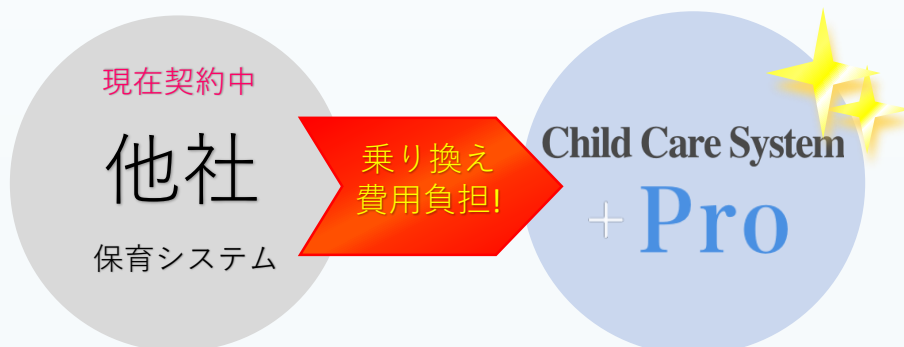 現在契約中
他社
保育システム
乗り換え
費用負担!
Child Care System
+ Pro